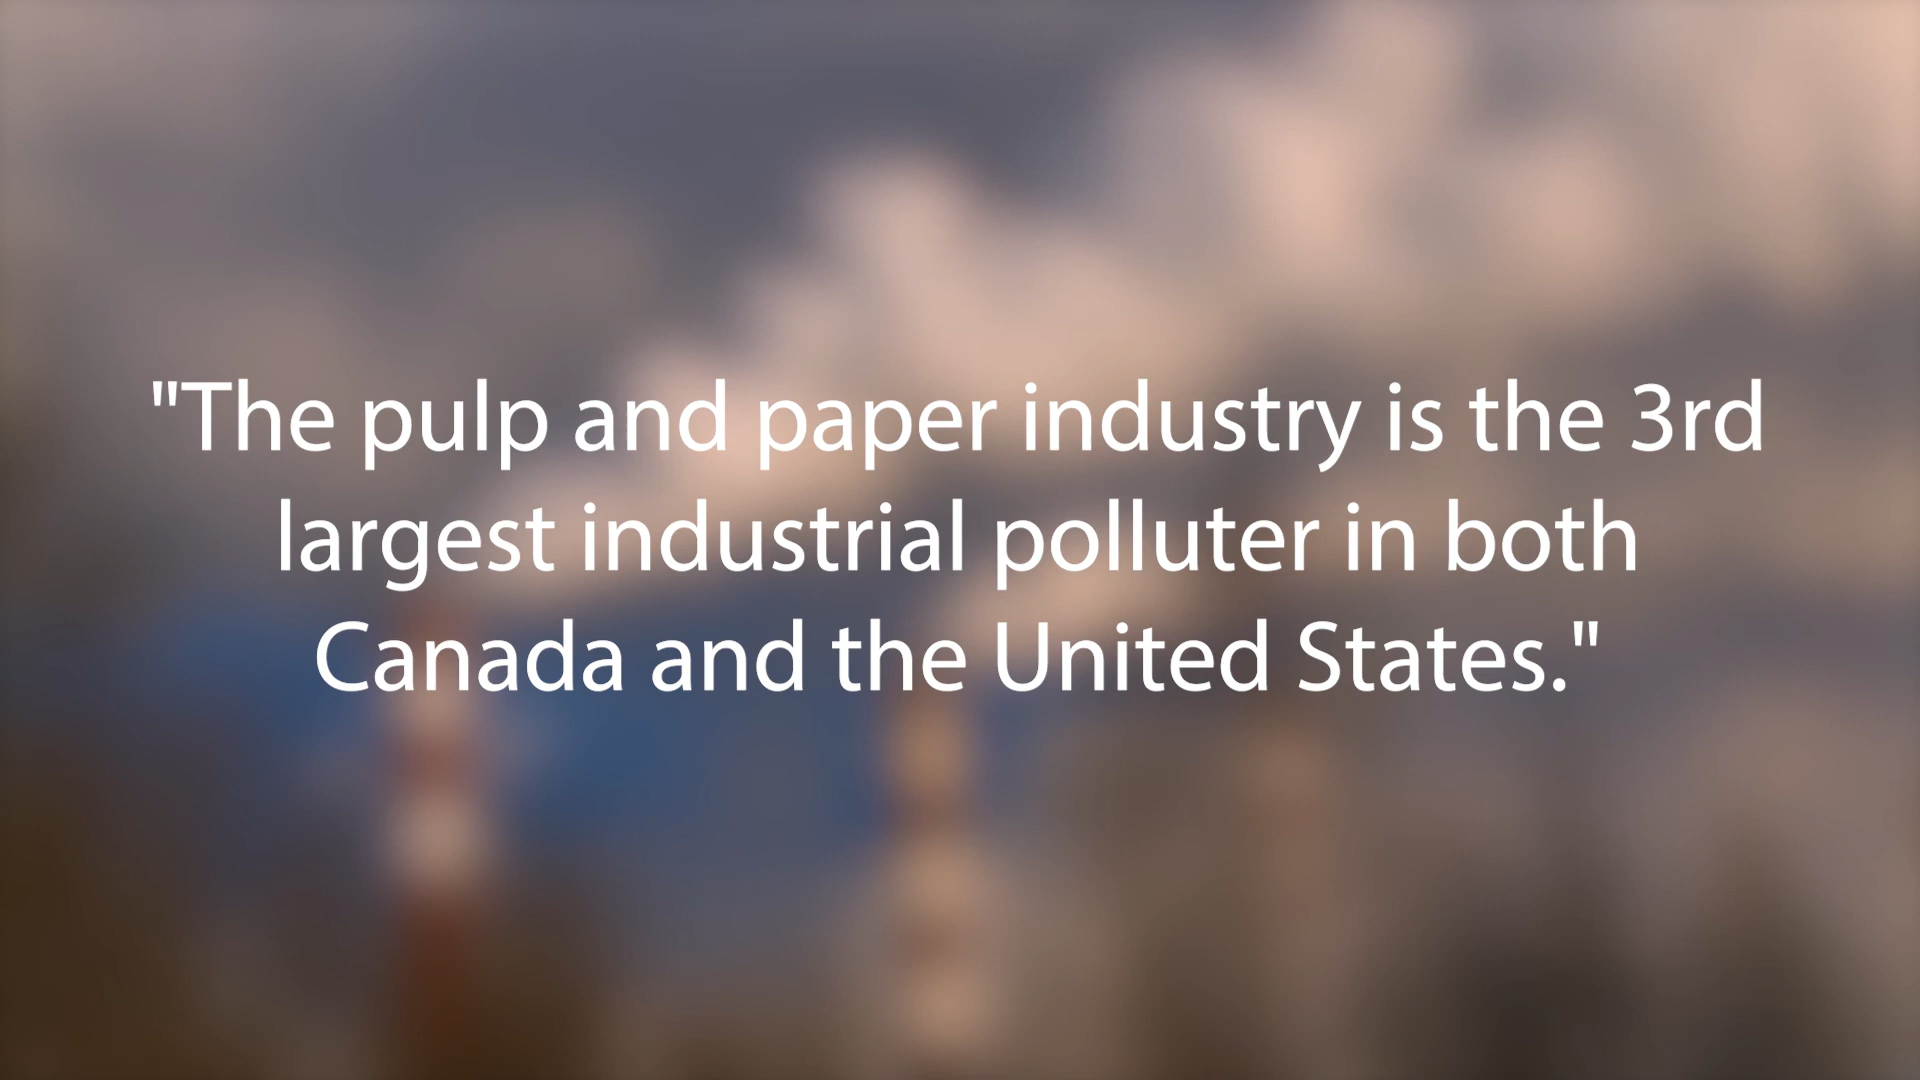 "The pulp and paper industry is the 3rd
largest industrial polluter in both
Canada and the United States."